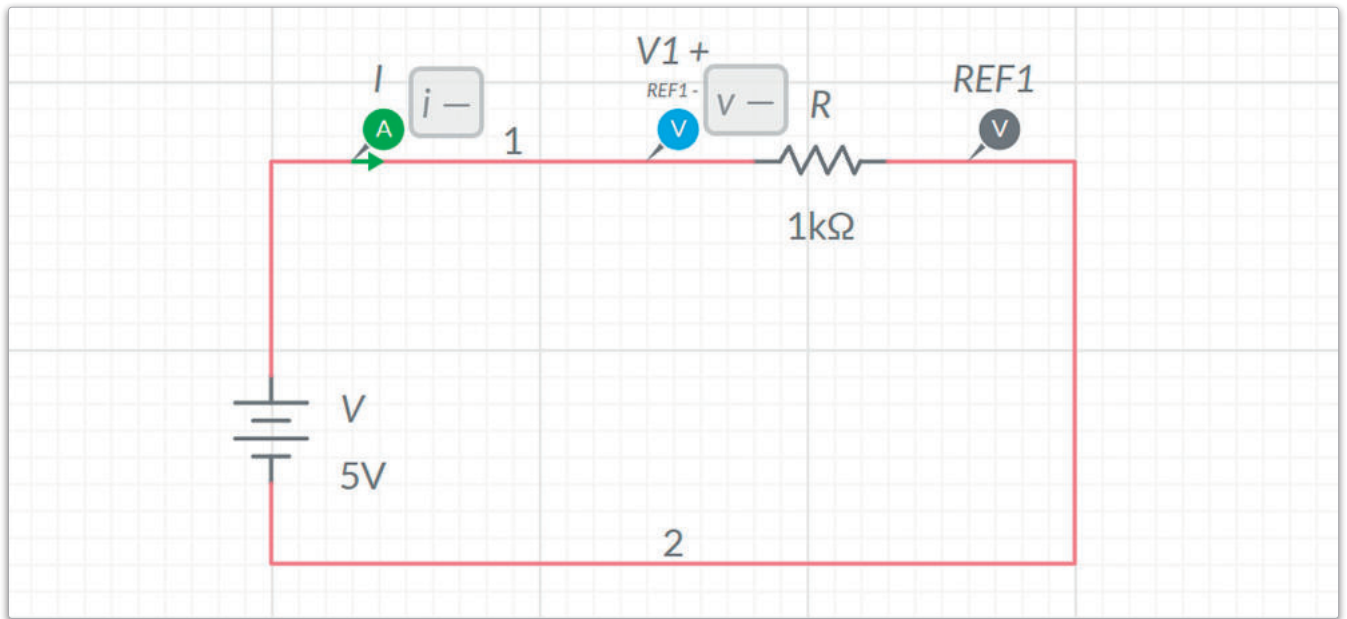 V1 +
I
i —
REF1 -
v —
R
REF1
A
V
V
1
1kΩ
V
5V
2